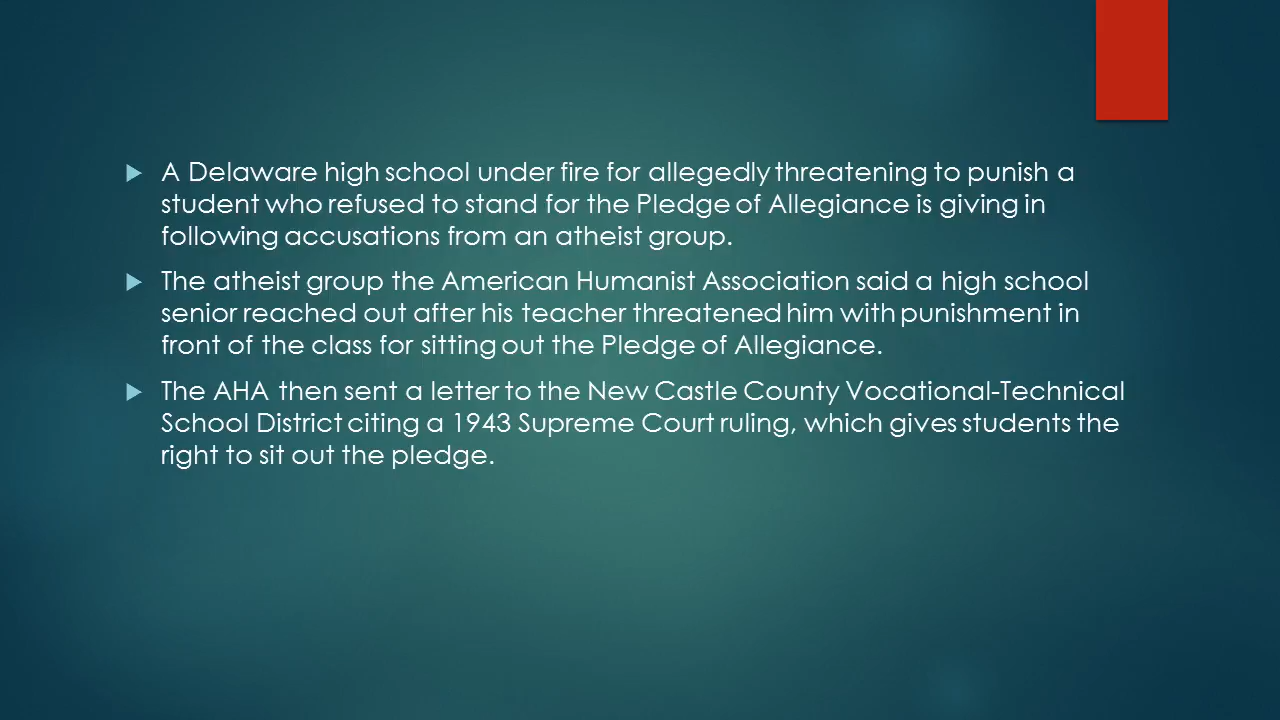 A Delaware high school under fire for allegedly threatening to punish a
student who refused to stand for the Pledge of Allegiance is giving in
following accusations from an atheist group.
The atheist group the American Humanist Association said a high school
senior reached out after his teacher threatened him with punishment in
front of the class for sitting out the Pledge of Allegiance.
The AHA then sent a letter to the New Castle County Vocational-Technical
School District citing a 1943 Supreme Court ruling, which gives students the
right to sit out the pledge.